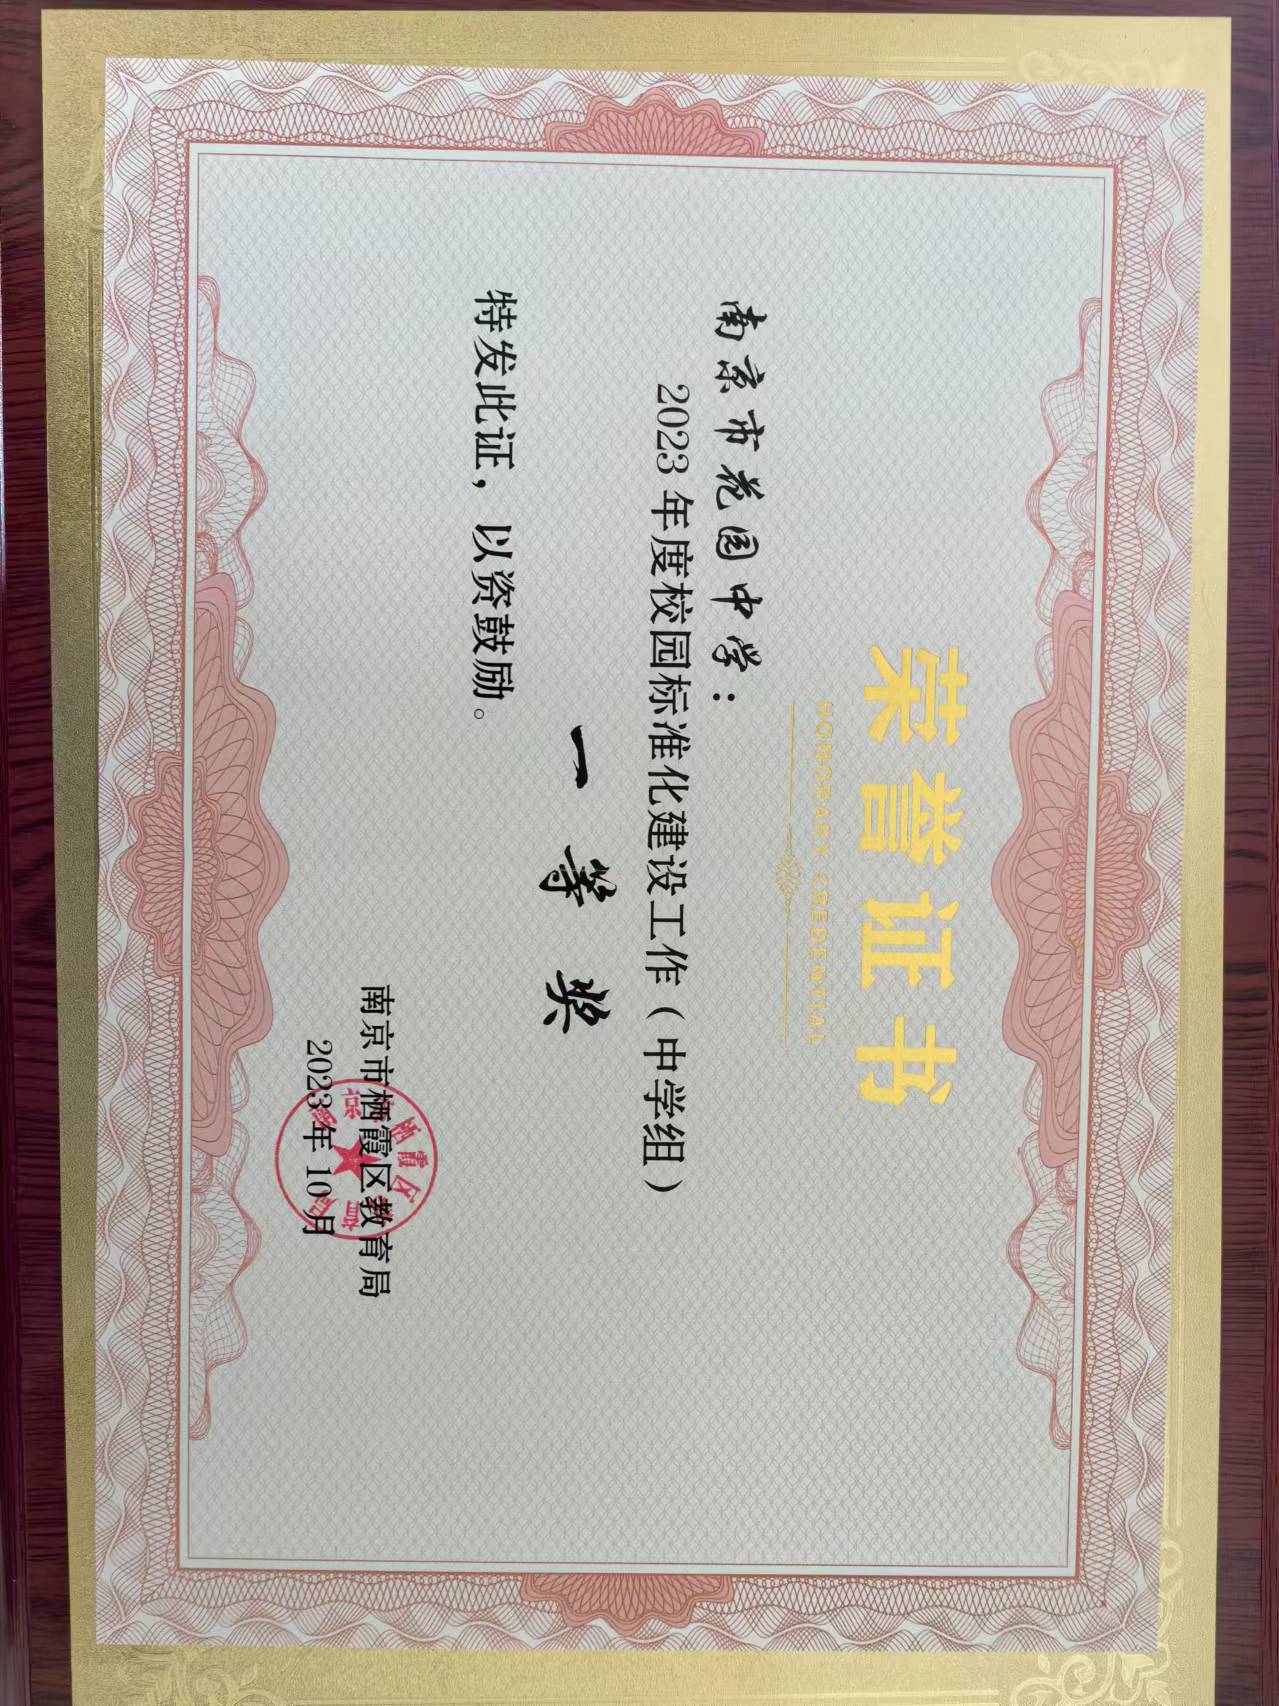 荣誉证书
HONORARY CREDENTIAL
南京市花园中学：
2023年度校园标准化建设工作（中学组）
一等奖
特发此证，以资鼓励。
南京市栖霞区教育局
2023年10月